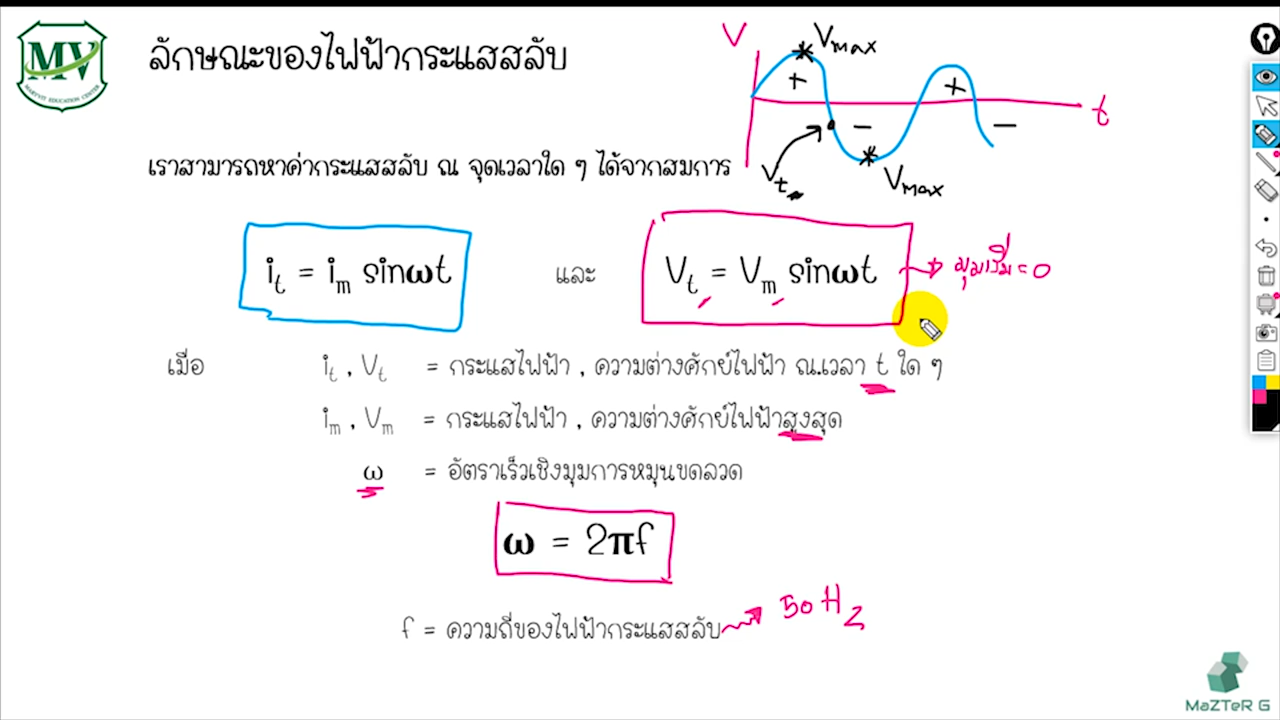 MV
MARYVIT EDUCATION CENTER
ลักษณะของไฟฟ้ากระแสสลับ
V
Vmax
+
+
t
−
−
Vt
Vmax
เราสามารถหาค่ากระแสสลับ ณ จุดเวลาใด ๆ ได้จากสมการ
it = im sinωt และ Vt = Vm sinωt → มุมเริ่ม = 0
เมื่อ it , Vt = กระแสไฟฟ้า , ความต่างศักย์ไฟฟ้า ณ.เวลา t ใด ๆ
im , Vm = กระแสไฟฟ้า , ความต่างศักย์ไฟฟ้าสูงสุด
ω = อัตราเร็วเชิงมุมการหมุนขดลวด
ω = 2πf
f = ความถี่ของไฟฟ้ากระแสสลับ → 50 Hz
MaZTeR G